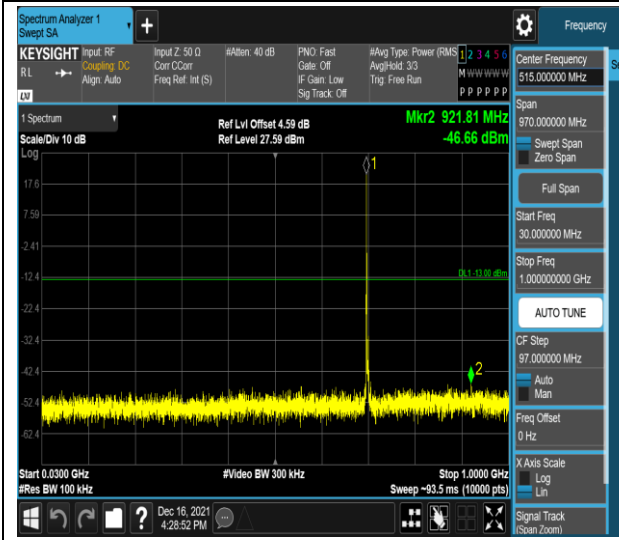 Spectrum Analyzer 1
Swept SA
Frequency
KEYSIGHT
RL
LXI
Input: RF
Coupling: DC
Align: Auto
Input Z: 50 Ω
Corr CCorr
Freq Ref: Int (S)
#Atten: 40 dB
PNO: Fast
Gate: Off
IF Gain: Low
Sig Track: Off
#Avg Type: Power (RMS
Avg|Hold: 3/3
Trig: Free Run
1 2 3 4 5 6
M W W W W W
P P P P P P
1 Spectrum
Scale/Div 10 dB
Log
Ref Lvl Offset 4.59 dB
Ref Level 27.59 dBm
Mkr2 921.81 MHz
-46.66 dBm
1
17.6
7.59
-2.41
-12.4
DL1 -13.00 dBm
-22.4
-32.4
-42.4
2
-52.4
-62.4
Start 0.0300 GHz
#Res BW 100 kHz
#Video BW 300 kHz
Stop 1.0000 GHz
Sweep ~93.5 ms (10000 pts)
?
Dec 16, 2021
4:28:52 PM
Center Frequency
515.000000 MHz
Span
970.000000 MHz
Swept Span
Zero Span
Full Span
Start Freq
30.000000 MHz
Stop Freq
1.000000000 GHz
AUTO TUNE
CF Step
97.000000 MHz
Auto
Man
Freq Offset
0 Hz
X Axis Scale
Log
Lin
Signal Track
(Span Zoom)